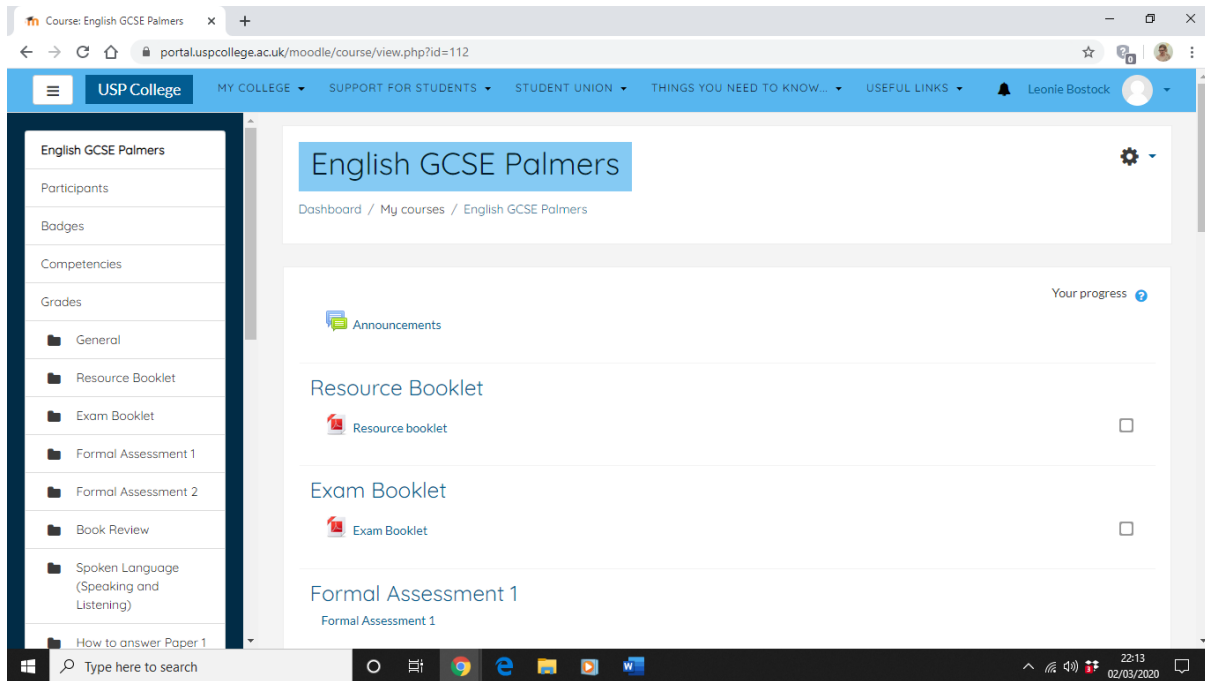 Course: English GCSE Palmers
portal.uspcollege.ac.uk/moodle/course/view.php?id=112
USP College MY COLLEGE SUPPORT FOR STUDENTS STUDENT UNION THINGS YOU NEED TO KNOW... USEFUL LINKS Leonie Bostock
English GCSE Palmers
Participants
Badges
Competencies
Grades
General
Resource Booklet
Exam Booklet
Formal Assessment 1
Formal Assessment 2
Book Review
Spoken Language
(Speaking and
Listening)
How to answer Paper 1
English GCSE Palmers
Dashboard / My courses / English GCSE Palmers
Your progress
Announcements
Resource Booklet
Resource booklet
Exam Booklet
Exam Booklet
Formal Assessment 1
Formal Assessment 1
Type here to search
22:13
02/03/2020